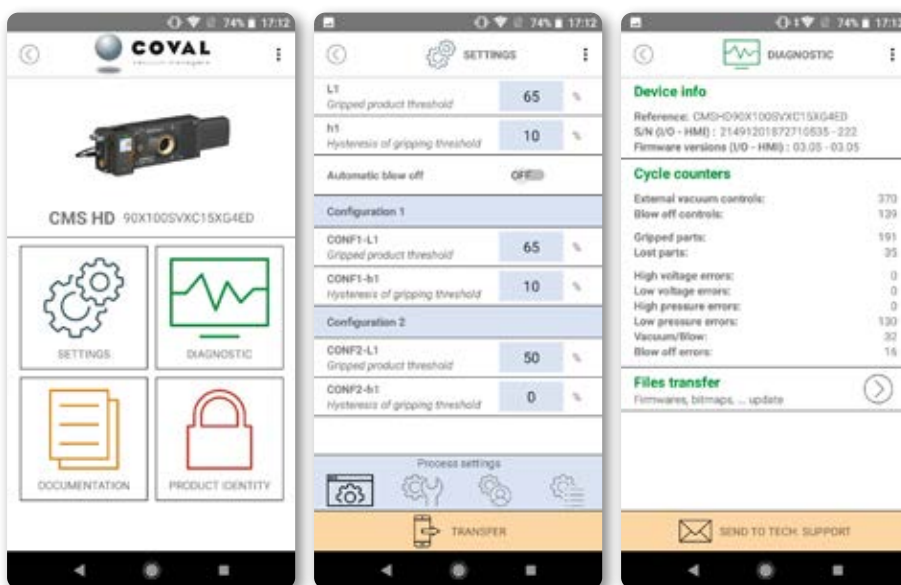 74% 17:12
COVAL
vacuum managers
CMS HD 90X100SVXC15XG4ED
SETTINGS
DIAGNOSTIC
DOCUMENTATION
PRODUCT IDENTITY
74% 17:12
SETTINGS
L1
Gripped product threshold
65 %
h1
Hysteresis of gripping threshold
10 %
Automatic blow off
OFF
Configuration 1
CONF1-L1
Gripped product threshold
65 %
CONF1-h1
Hysteresis of gripping threshold
10 %
Configuration 2
CONF2-L1
Gripped product threshold
50 %
CONF2-h1
Hysteresis of gripping threshold
0 %
Process settings
TRANSFER
74% 17:12
DIAGNOSTIC
Device info
Reference: CMSHD90X100SVXC15XG4ED
S/N (I/O - HMI) : 21491201872710535 - 222
Firmware versions (I/O - HMI) : 03.05 - 03.05
Cycle counters
External vacuum controls: 370
Blow off controls: 139
Gripped parts: 191
Lost parts: 35
High voltage errors: 0
Low voltage errors: 0
High pressure errors: 0
Low pressure errors: 130
Vacuum/Blow: 32
Blow off errors: 16
Files transfer
Firmwares, bitmaps, ... update
SEND TO TECH. SUPPORT